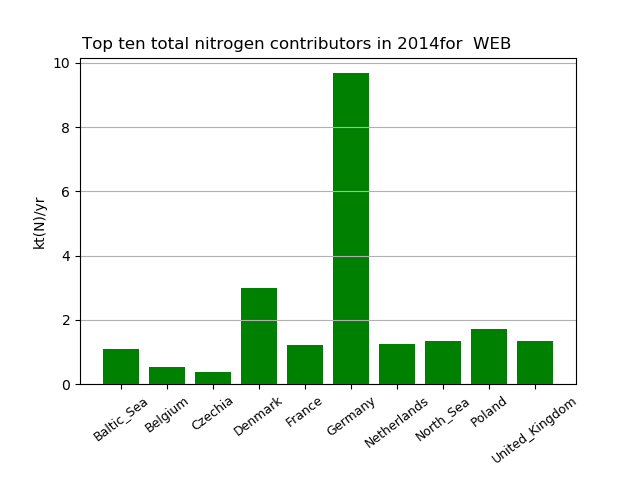 Top ten total nitrogen contributors in 2014for  WEB
kt(N)/yr
10
8
6
4
2
0
Baltic_Sea
Belgium
Czechia
Denmark
France
Germany
Netherlands
North_Sea
Poland
United_Kingdom